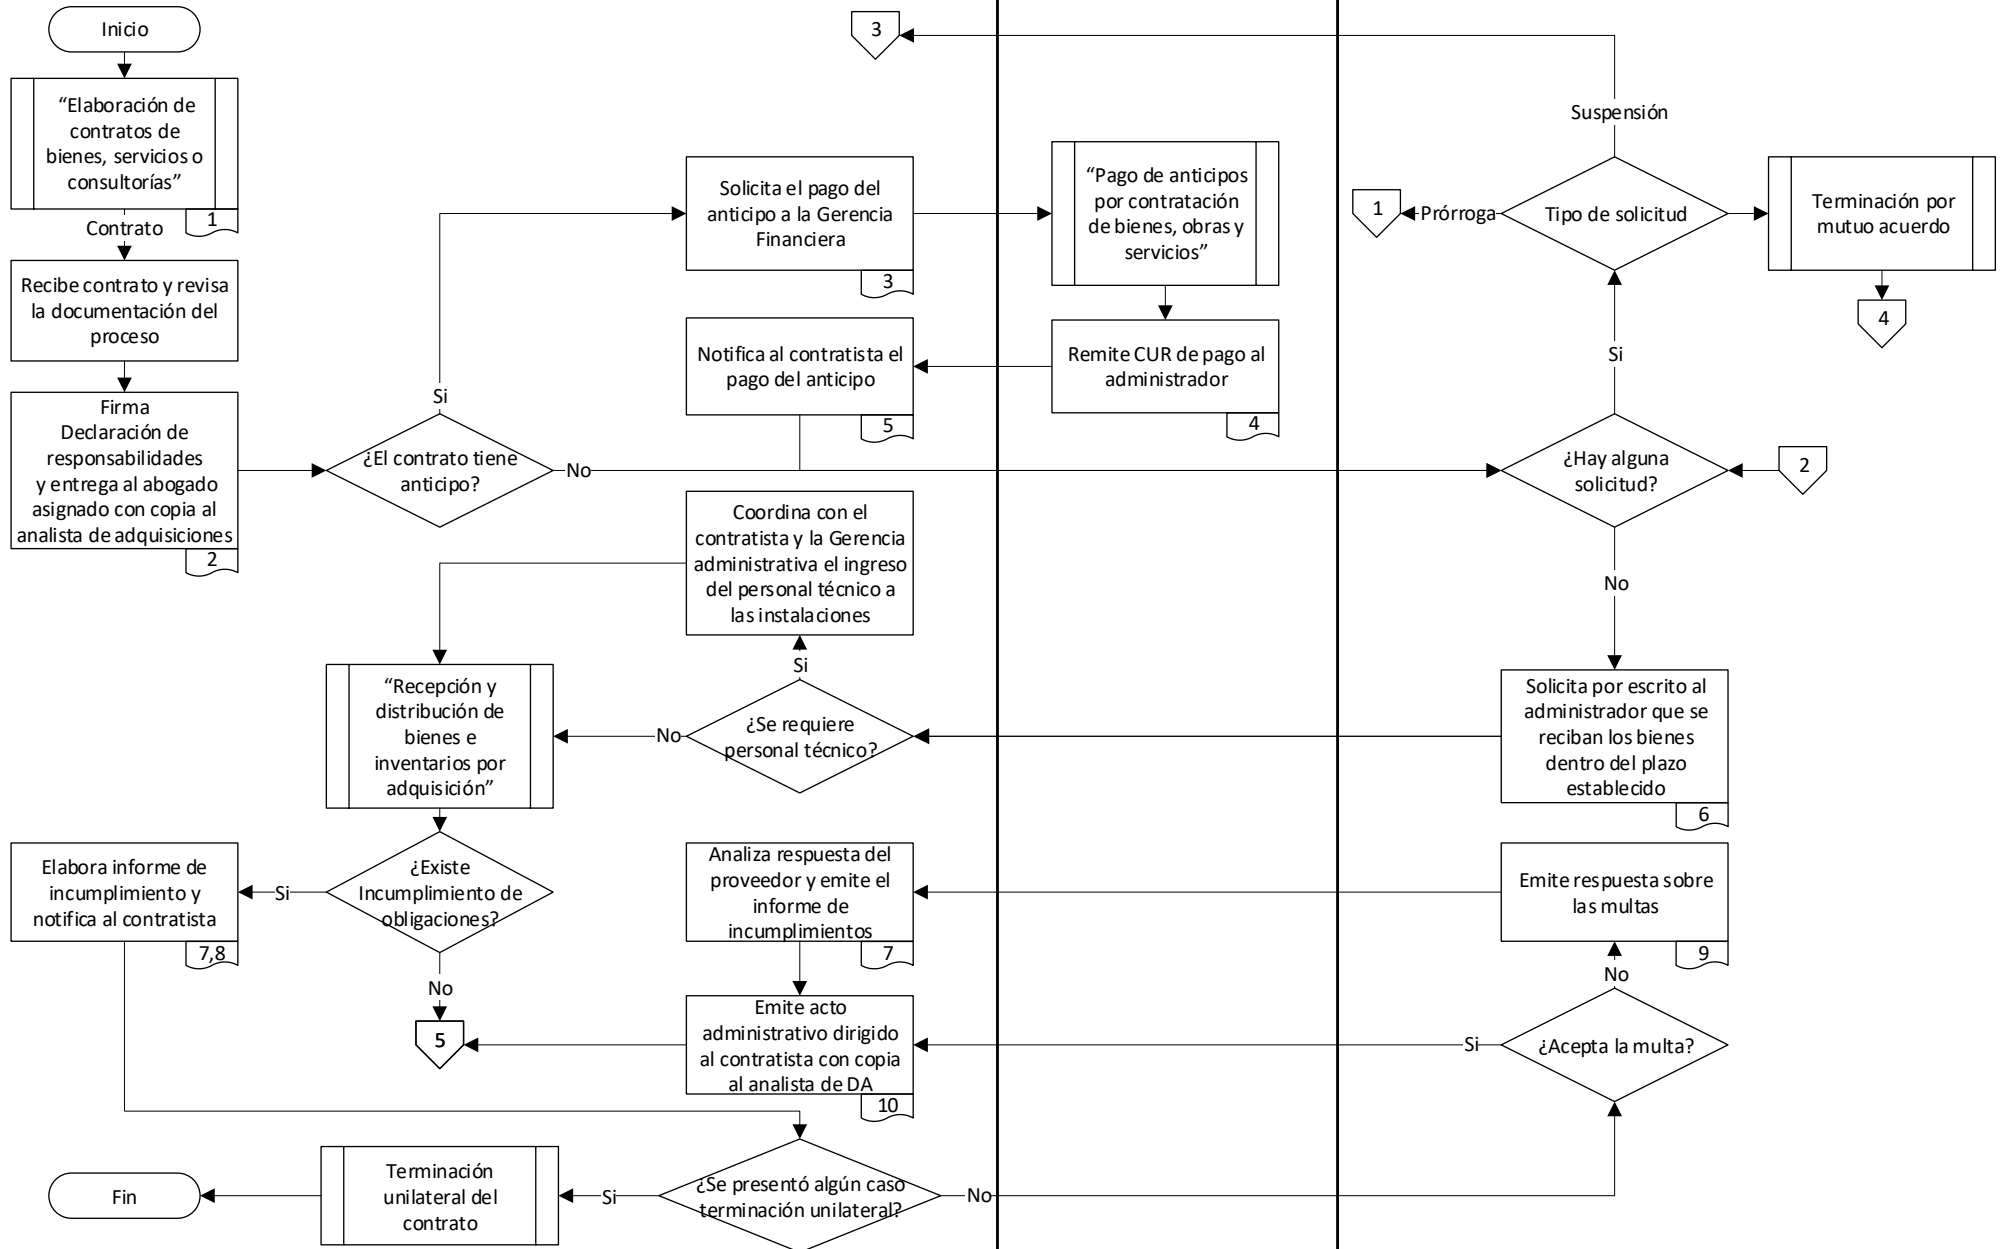 Inicio
“Elaboración de
contratos de
bienes, servicios o
consultorías”
1
Contrato
Recibe contrato y revisa
la documentación del
proceso
Firma
Declaración de
responsabilidades
y entrega al abogado
asignado con copia al
analista de adquisiciones
2
¿El contrato tiene
anticipo?
Si
No
Solicita el pago del
anticipo a la Gerencia
Financiera
3
“Pago de anticipos
por contratación
de bienes, obras y
servicios”
Remite CUR de pago al
administrador
4
Notifica al contratista el
pago del anticipo
5
3
Suspensión
Tipo de solicitud
Prórroga
1
Terminación por
mutuo acuerdo
4
Si
¿Hay alguna
solicitud?
2
No
Solicita por escrito al
administrador que se
reciban los bienes
dentro del plazo
establecido
6
¿Se requiere
personal técnico?
Si
No
Coordina con el
contratista y la Gerencia
administrativa el ingreso
del personal técnico a
las instalaciones
“Recepción y
distribución de
bienes e
inventarios por
adquisición”
¿Existe
Incumplimiento de
obligaciones?
Si
No
5
Elabora informe de
incumplimiento y
notifica al contratista
7,8
Analiza respuesta del
proveedor y emite el
informe de
incumplimientos
7
Emite respuesta sobre
las multas
9
No
¿Acepta la multa?
Si
Emite acto
administrativo dirigido
al contratista con copia
al analista de DA
10
¿Se presentó algún caso
terminación unilateral?
Si
No
Terminación
unilateral del
contrato
Fin